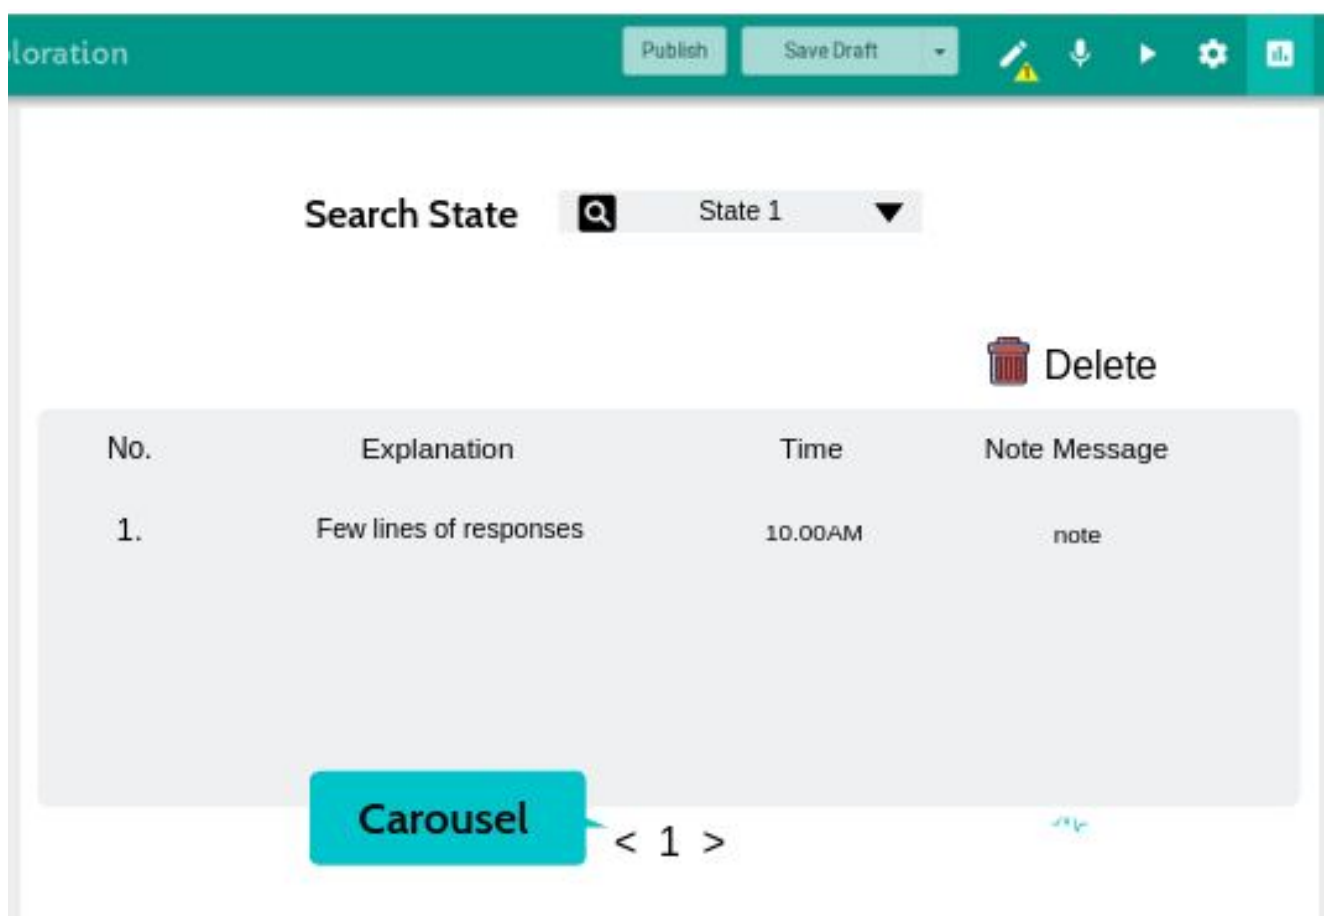 loration
Publish Save Draft
Search State State 1
Delete
No. Explanation Time Note Message
1. Few lines of responses 10.00AM note
Carousel
< 1 >